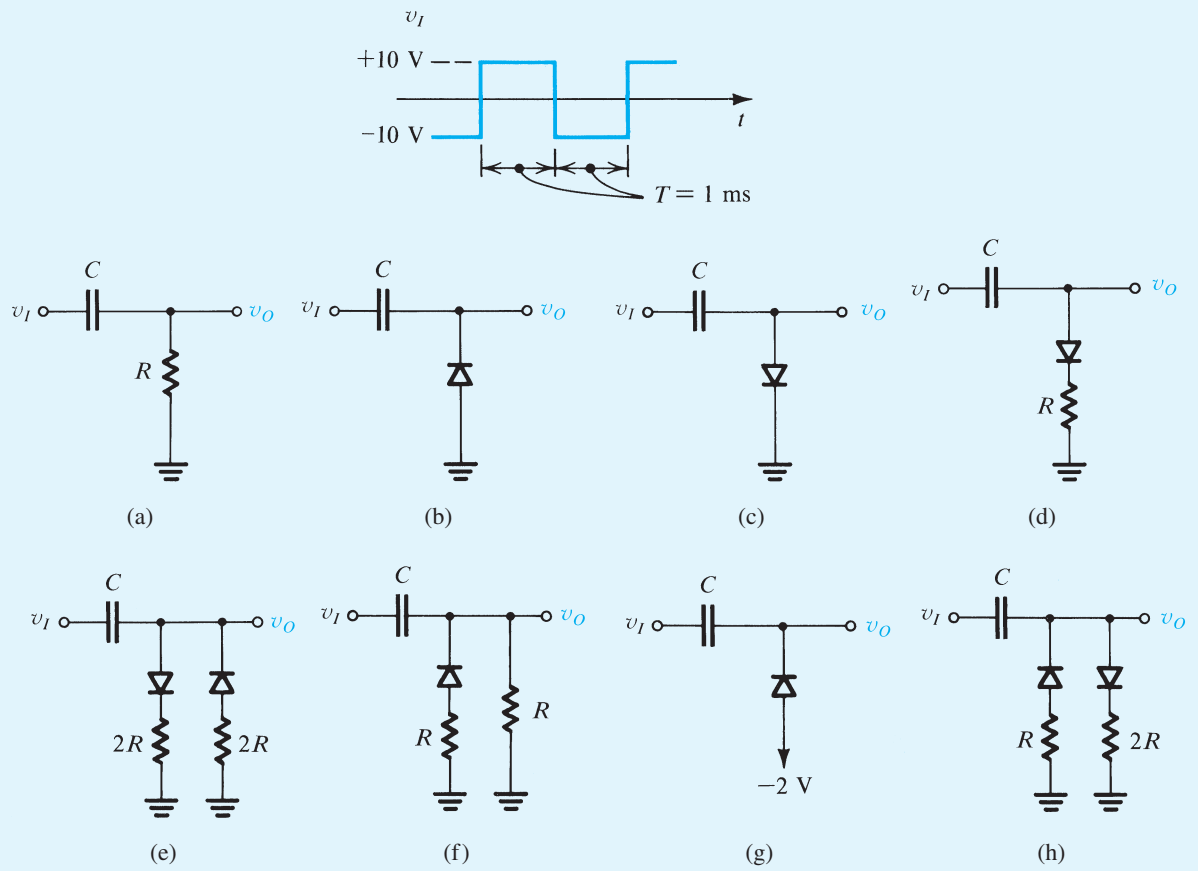 v_I
+10 V
t
−10 V
T = 1 ms
C
v_I
v_O
R
(a)
C
v_I
v_O
(b)
C
v_I
v_O
(c)
C
v_I
v_O
R
(d)
C
v_I
v_O
2R
2R
(e)
C
v_I
v_O
R
R
(f)
C
v_I
v_O
−2 V
(g)
C
v_I
v_O
R
2R
(h)